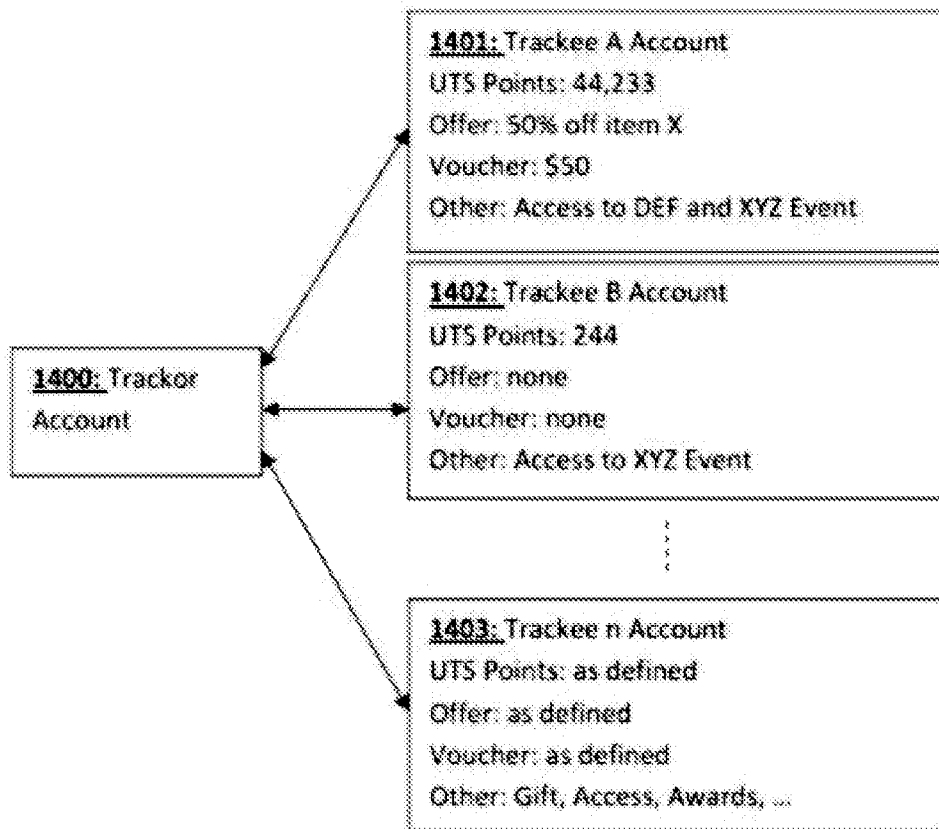 1401: Trackee A Account
UTS Points: 44,233
Offer: 50% off item X
Voucher: $50
Other: Access to DEF and XYZ Event
1402: Trackee B Account
UTS Points: 244
Offer: none
Voucher: none
Other: Access to XYZ Event
1400: Trackor
Account
1403: Trackee n Account
UTS Points: as defined
Offer: as defined
Voucher: as defined
Other: Gift, Access, Awards, ...